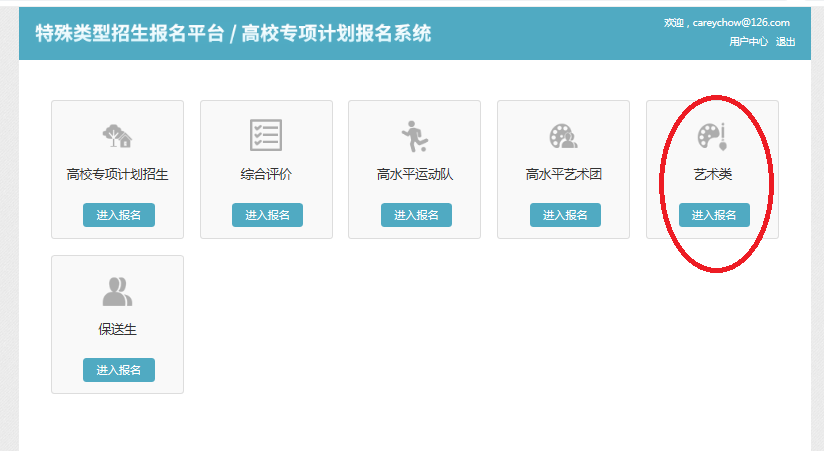 特殊类型招生报名平台 / 高校专项计划报名系统
欢迎，careychow@126.com
用户中心 退出
高校专项计划招生
进入报名
综合评价
进入报名
高水平运动队
进入报名
高水平艺术团
进入报名
艺术类
进入报名
保送生
进入报名